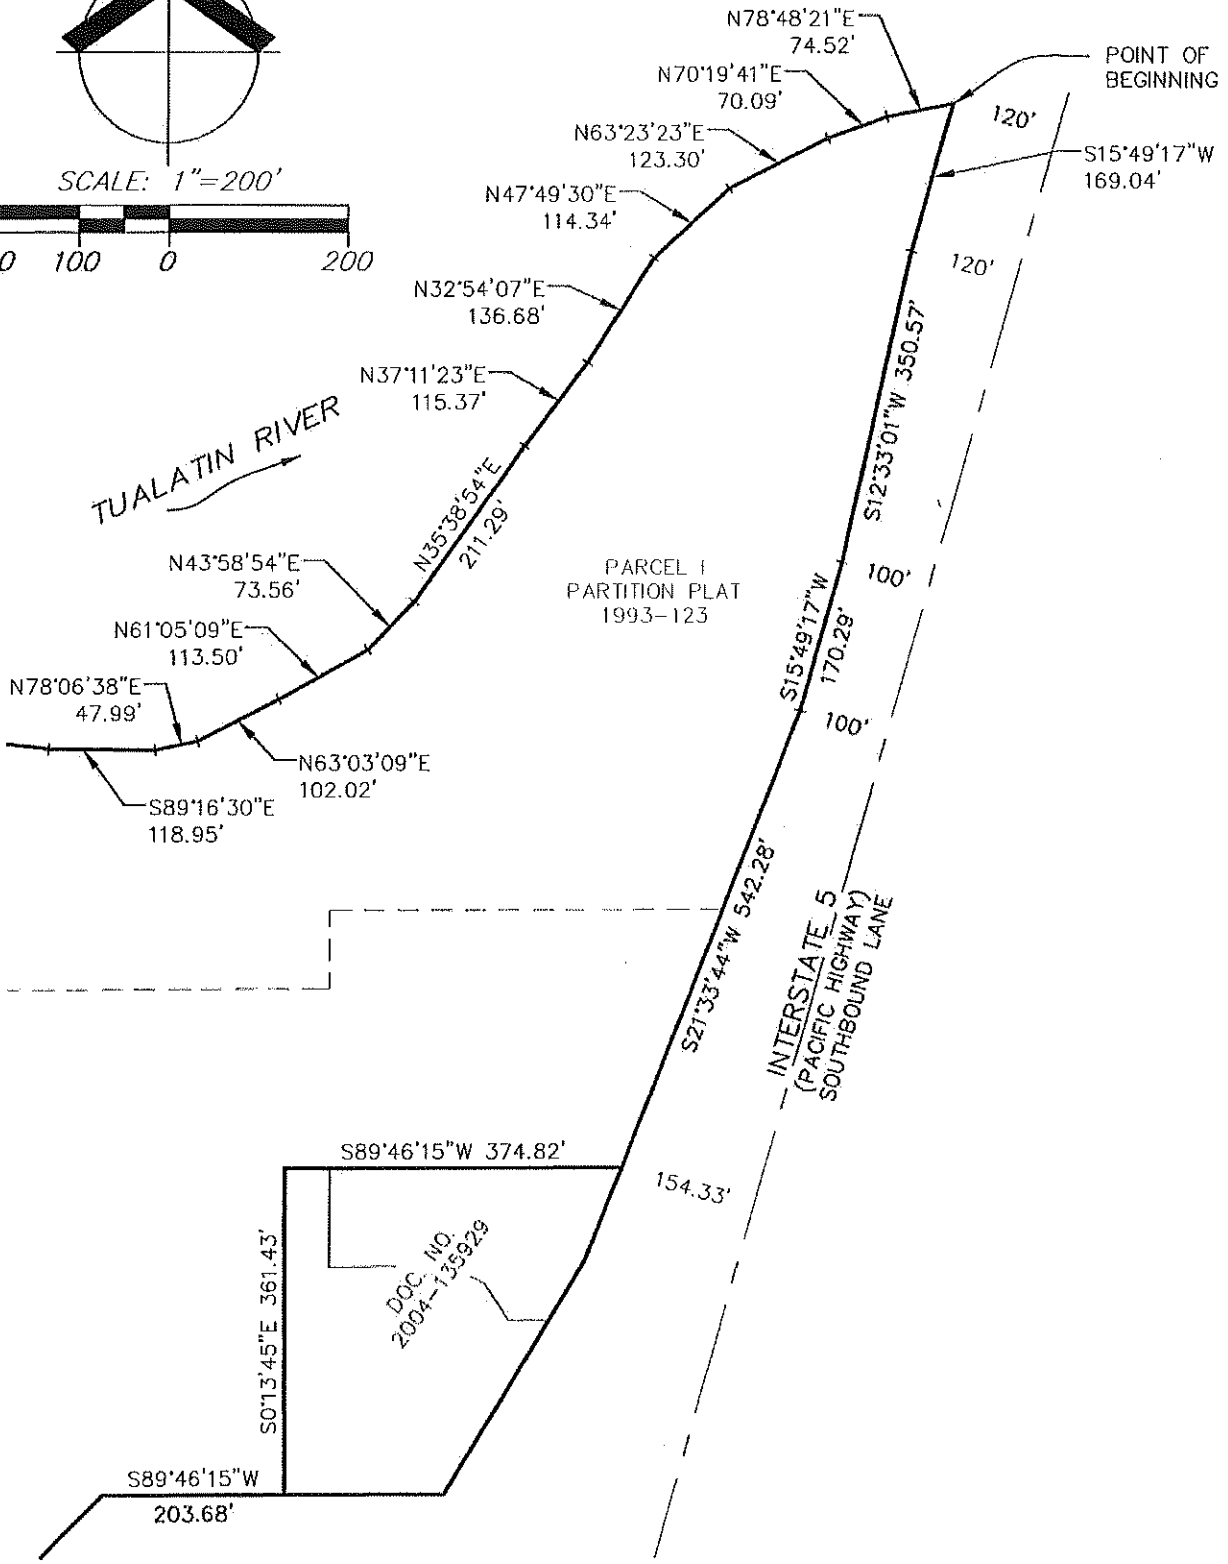 N78°48'21"E
74.52'
POINT OF
BEGINNING
N70°19'41"E
70.09'
120'
N63°23'23"E
123.30'
S15°49'17"W
169.04'
SCALE: 1"=200'
N47°49'30"E
114.34'
0 100 0 200
120'
N32°54'07"E
136.68'
S12°33'01"W 350.57'
N37°11'23"E
115.37'
TUALATIN RIVER
N35°38'54"E
211.29'
N43°58'54"E
73.56'
PARCEL I
PARTITION PLAT
1993-123
100'
S15°49'17"W
170.29'
N61°05'09"E
113.50'
N78°06'38"E
47.99'
100'
N63°03'09"E
102.02'
S89°16'30"E
118.95'
S21°33'44"W 542.28'
INTERSTATE 5
(PACIFIC HIGHWAY)
SOUTHBOUND LANE
S89°46'15"W 374.82'
154.33'
DOC. NO.
2004-135929
S0°13'45"E 361.43'
S89°46'15"W
203.68'